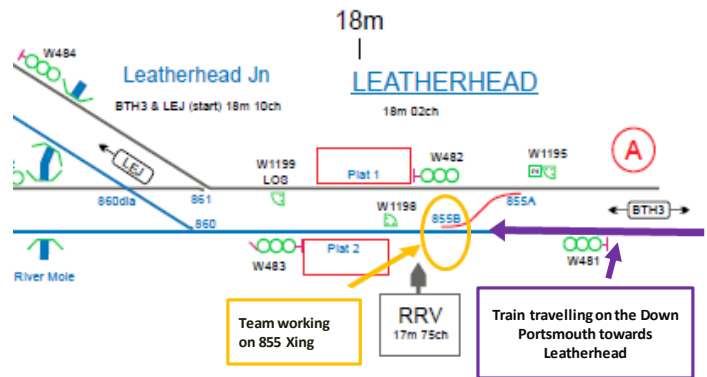 18m
W484
Leatherhead Jn
LEATHERHEAD
BTH3 & LEJ (start) 18m 10ch
18m 02ch
A
W1199
LOS
Plat 1
W482
W1195
LEJ
860dia
861
W1198
855B
855A
BTH3
860
W483
Plat 2
W481
River Mole
Team working
on 855 Xing
RRV
17m 75ch
Train travelling on the Down
Portsmouth towards
Leatherhead